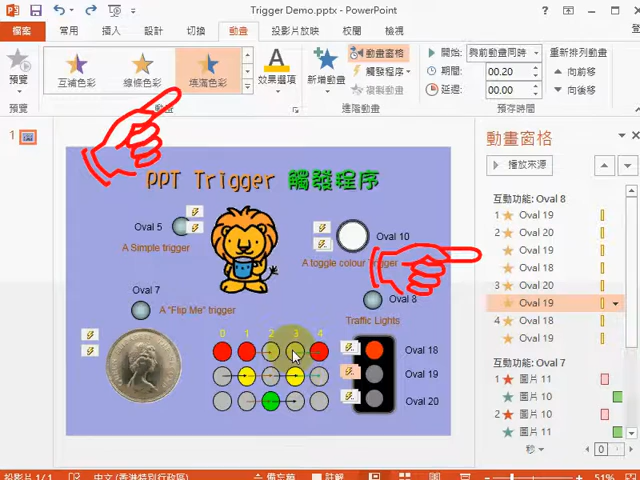 Trigger Demo.pptx - PowerPoint
檔案
常用
插入
設計
切換
動畫
投影片放映
校閱
檢視
預覽
預覽
互補色彩
線條色彩
填滿色彩
效果選項
動畫
新增動畫
動畫窗格
觸發程序
複製動畫
進階動畫
開始: 與前動畫同時
期間: 00.20
延遲: 00.00
重新排列動畫
向前移
向後移
預存時間
1
PPT Trigger 觸發程序
Oval 5
A Simple trigger
Oval 10
A toggle colour Trigger
Oval 7
A "Flip Me" trigger
Oval 8
Traffic Lights
0 1 2 3 4
Oval 18
Oval 19
Oval 20
動畫窗格
播放來源
互動功能: Oval 8
1 Oval 19
2 Oval 20
Oval 19
Oval 18
3 Oval 20
Oval 19
4 Oval 18
Oval 19
互動功能: Oval 7
1 圖片 11
圖片 10
2 圖片 10
圖片 11
秒
0
投影片 1/1
中文 (香港特別行政區)
備忘稿
註解
51%